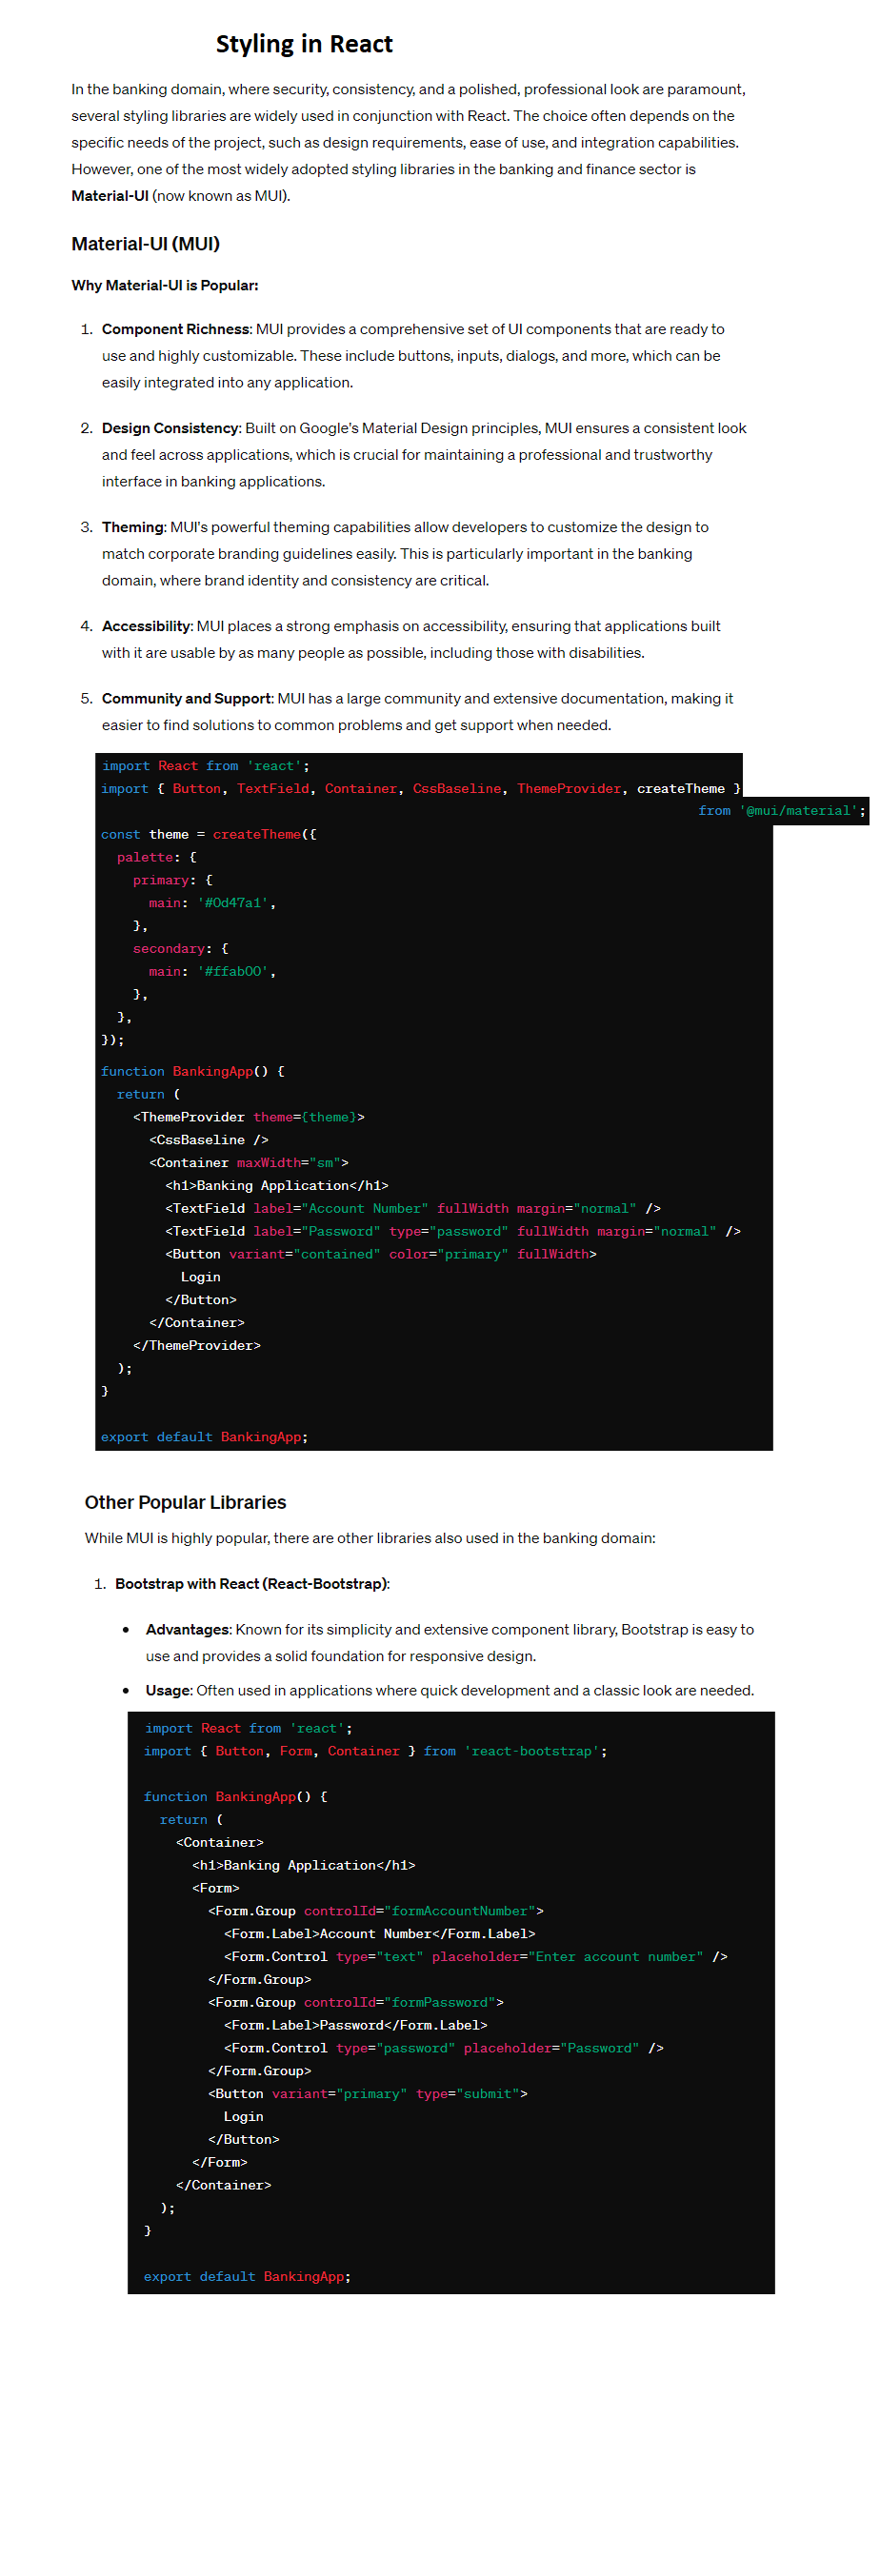 Styling in React
In the banking domain, where security, consistency, and a polished, professional look are paramount,
several styling libraries are widely used in conjunction with React. The choice often depends on the
specific needs of the project, such as design requirements, ease of use, and integration capabilities.
However, one of the most widely adopted styling libraries in the banking and finance sector is
Material-UI (now known as MUI).
Material-UI (MUI)
Why Material-UI is Popular:
1. Component Richness: MUI provides a comprehensive set of UI components that are ready to
use and highly customizable. These include buttons, inputs, dialogs, and more, which can be
easily integrated into any application.
2. Design Consistency: Built on Google's Material Design principles, MUI ensures a consistent look
and feel across applications, which is crucial for maintaining a professional and trustworthy
interface in banking applications.
3. Theming: MUI's powerful theming capabilities allow developers to customize the design to
match corporate branding guidelines easily. This is particularly important in the banking
domain, where brand identity and consistency are critical.
4. Accessibility: MUI places a strong emphasis on accessibility, ensuring that applications built
with it are usable by as many people as possible, including those with disabilities.
5. Community and Support: MUI has a large community and extensive documentation, making it
easier to find solutions to common problems and get support when needed.
import React from 'react';
import { Button, TextField, Container, CssBaseline, ThemeProvider, createTheme }
from '@mui/material';
const theme = createTheme({
  palette: {
    primary: {
      main: '#0d47a1',
    },
    secondary: {
      main: '#ffab00',
    },
  },
});
function BankingApp() {
  return (
    <ThemeProvider theme={theme}>
      <CssBaseline />
      <Container maxWidth="sm">
        <h1>Banking Application</h1>
        <TextField label="Account Number" fullWidth margin="normal" />
        <TextField label="Password" type="password" fullWidth margin="normal" />
        <Button variant="contained" color="primary" fullWidth>
          Login
        </Button>
      </Container>
    </ThemeProvider>
  );
}
export default BankingApp;
Other Popular Libraries
While MUI is highly popular, there are other libraries also used in the banking domain:
1. Bootstrap with React (React-Bootstrap):
• Advantages: Known for its simplicity and extensive component library, Bootstrap is easy to
use and provides a solid foundation for responsive design.
• Usage: Often used in applications where quick development and a classic look are needed.
import React from 'react';
import { Button, Form, Container } from 'react-bootstrap';
function BankingApp() {
  return (
    <Container>
      <h1>Banking Application</h1>
      <Form>
        <Form.Group controlId="formAccountNumber">
          <Form.Label>Account Number</Form.Label>
          <Form.Control type="text" placeholder="Enter account number" />
        </Form.Group>
        <Form.Group controlId="formPassword">
          <Form.Label>Password</Form.Label>
          <Form.Control type="password" placeholder="Password" />
        </Form.Group>
        <Button variant="primary" type="submit">
          Login
        </Button>
      </Form>
    </Container>
  );
}
export default BankingApp;